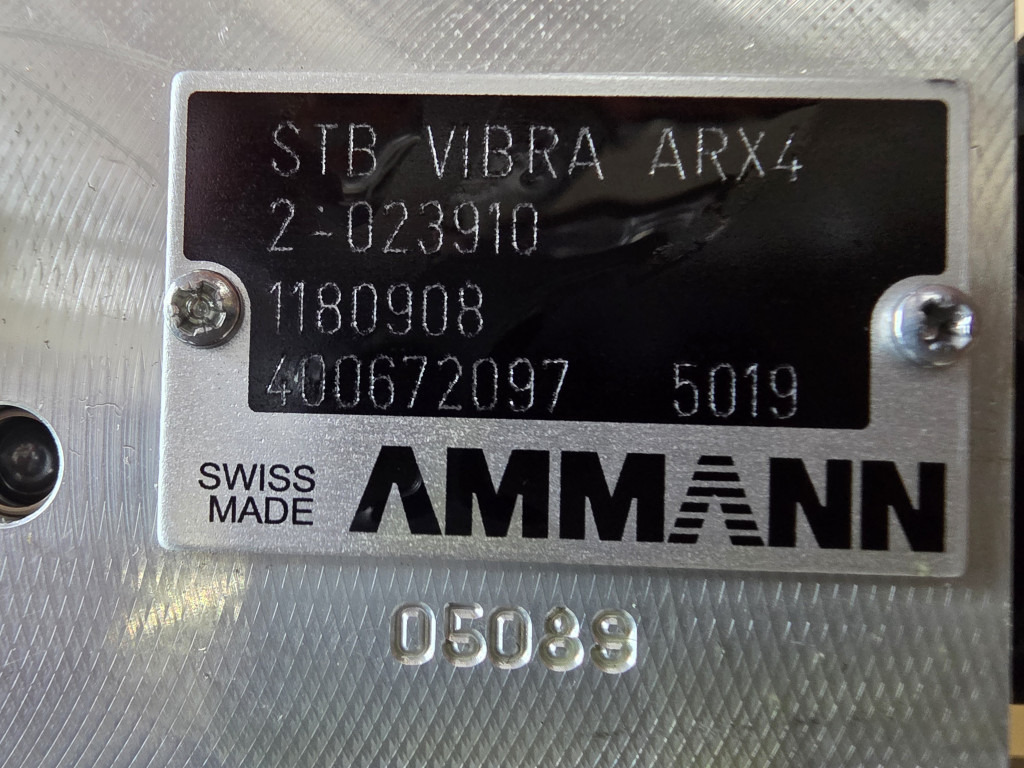 STB VIBRA ARX4
2-023910
1180908
400672097 5019
SWISS
MADE
AMMANN
05089